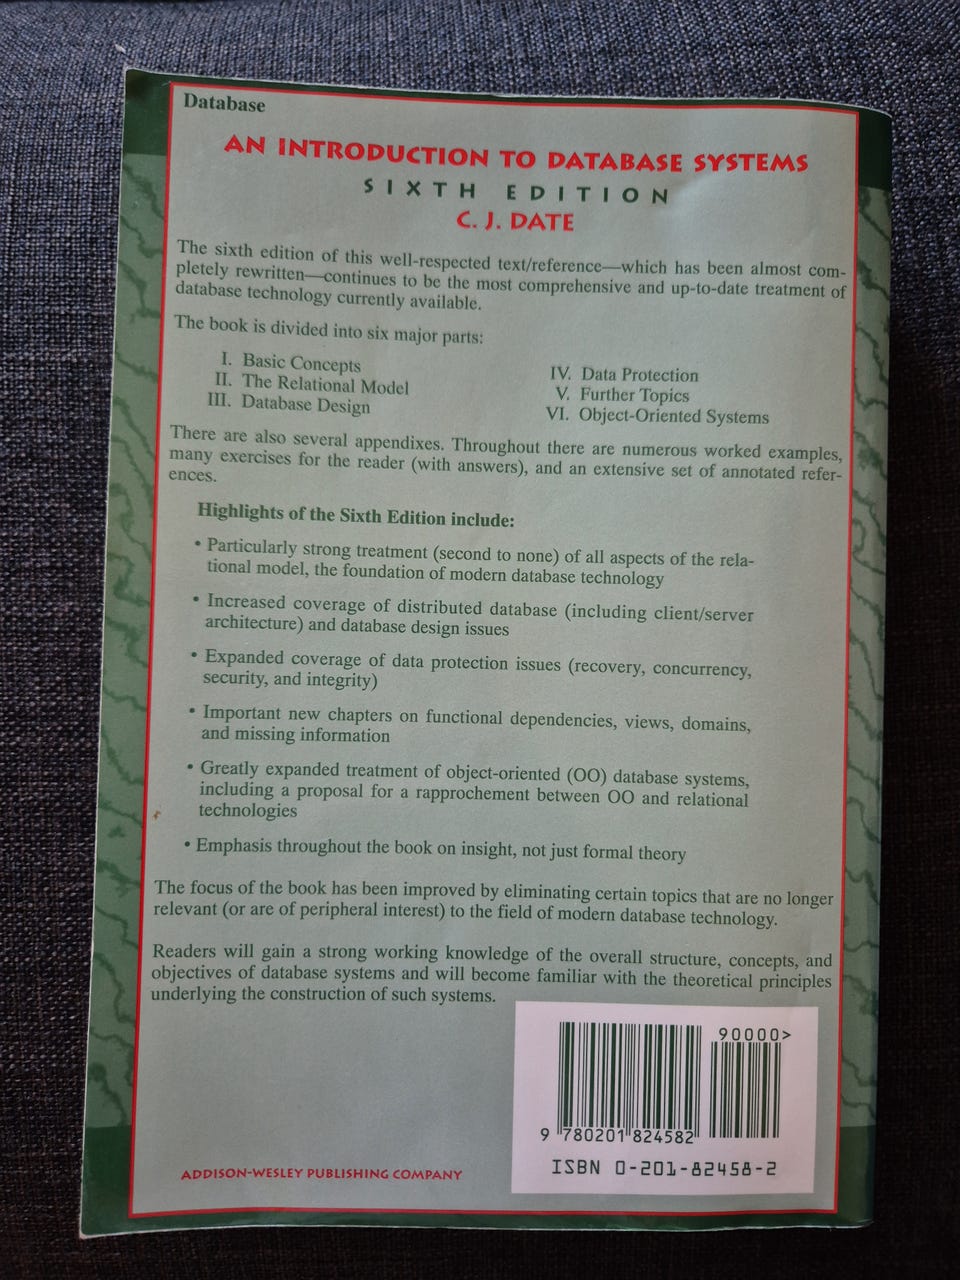 Database
AN INTRODUCTION TO DATABASE SYSTEMS
SIXTH EDITION
C. J. DATE
The sixth edition of this well-respected text/reference—which has been almost com-
pletely rewritten—continues to be the most comprehensive and up-to-date treatment of
database technology currently available.
The book is divided into six major parts:
I. Basic Concepts
II. The Relational Model
III. Database Design
IV. Data Protection
V. Further Topics
VI. Object-Oriented Systems
There are also several appendixes. Throughout there are numerous worked examples,
many exercises for the reader (with answers), and an extensive set of annotated refer-
ences.
Highlights of the Sixth Edition include:
• Particularly strong treatment (second to none) of all aspects of the rela-
tional model, the foundation of modern database technology
• Increased coverage of distributed database (including client/server
architecture) and database design issues
• Expanded coverage of data protection issues (recovery, concurrency,
security, and integrity)
• Important new chapters on functional dependencies, views, domains,
and missing information
• Greatly expanded treatment of object-oriented (OO) database systems,
including a proposal for a rapprochement between OO and relational
technologies
• Emphasis throughout the book on insight, not just formal theory
The focus of the book has been improved by eliminating certain topics that are no longer
relevant (or are of peripheral interest) to the field of modern database technology.
Readers will gain a strong working knowledge of the overall structure, concepts, and
objectives of database systems and will become familiar with the theoretical principles
underlying the construction of such systems.
90000>
9 780201 824582
ISBN 0-201-82458-2
ADDISON-WESLEY PUBLISHING COMPANY